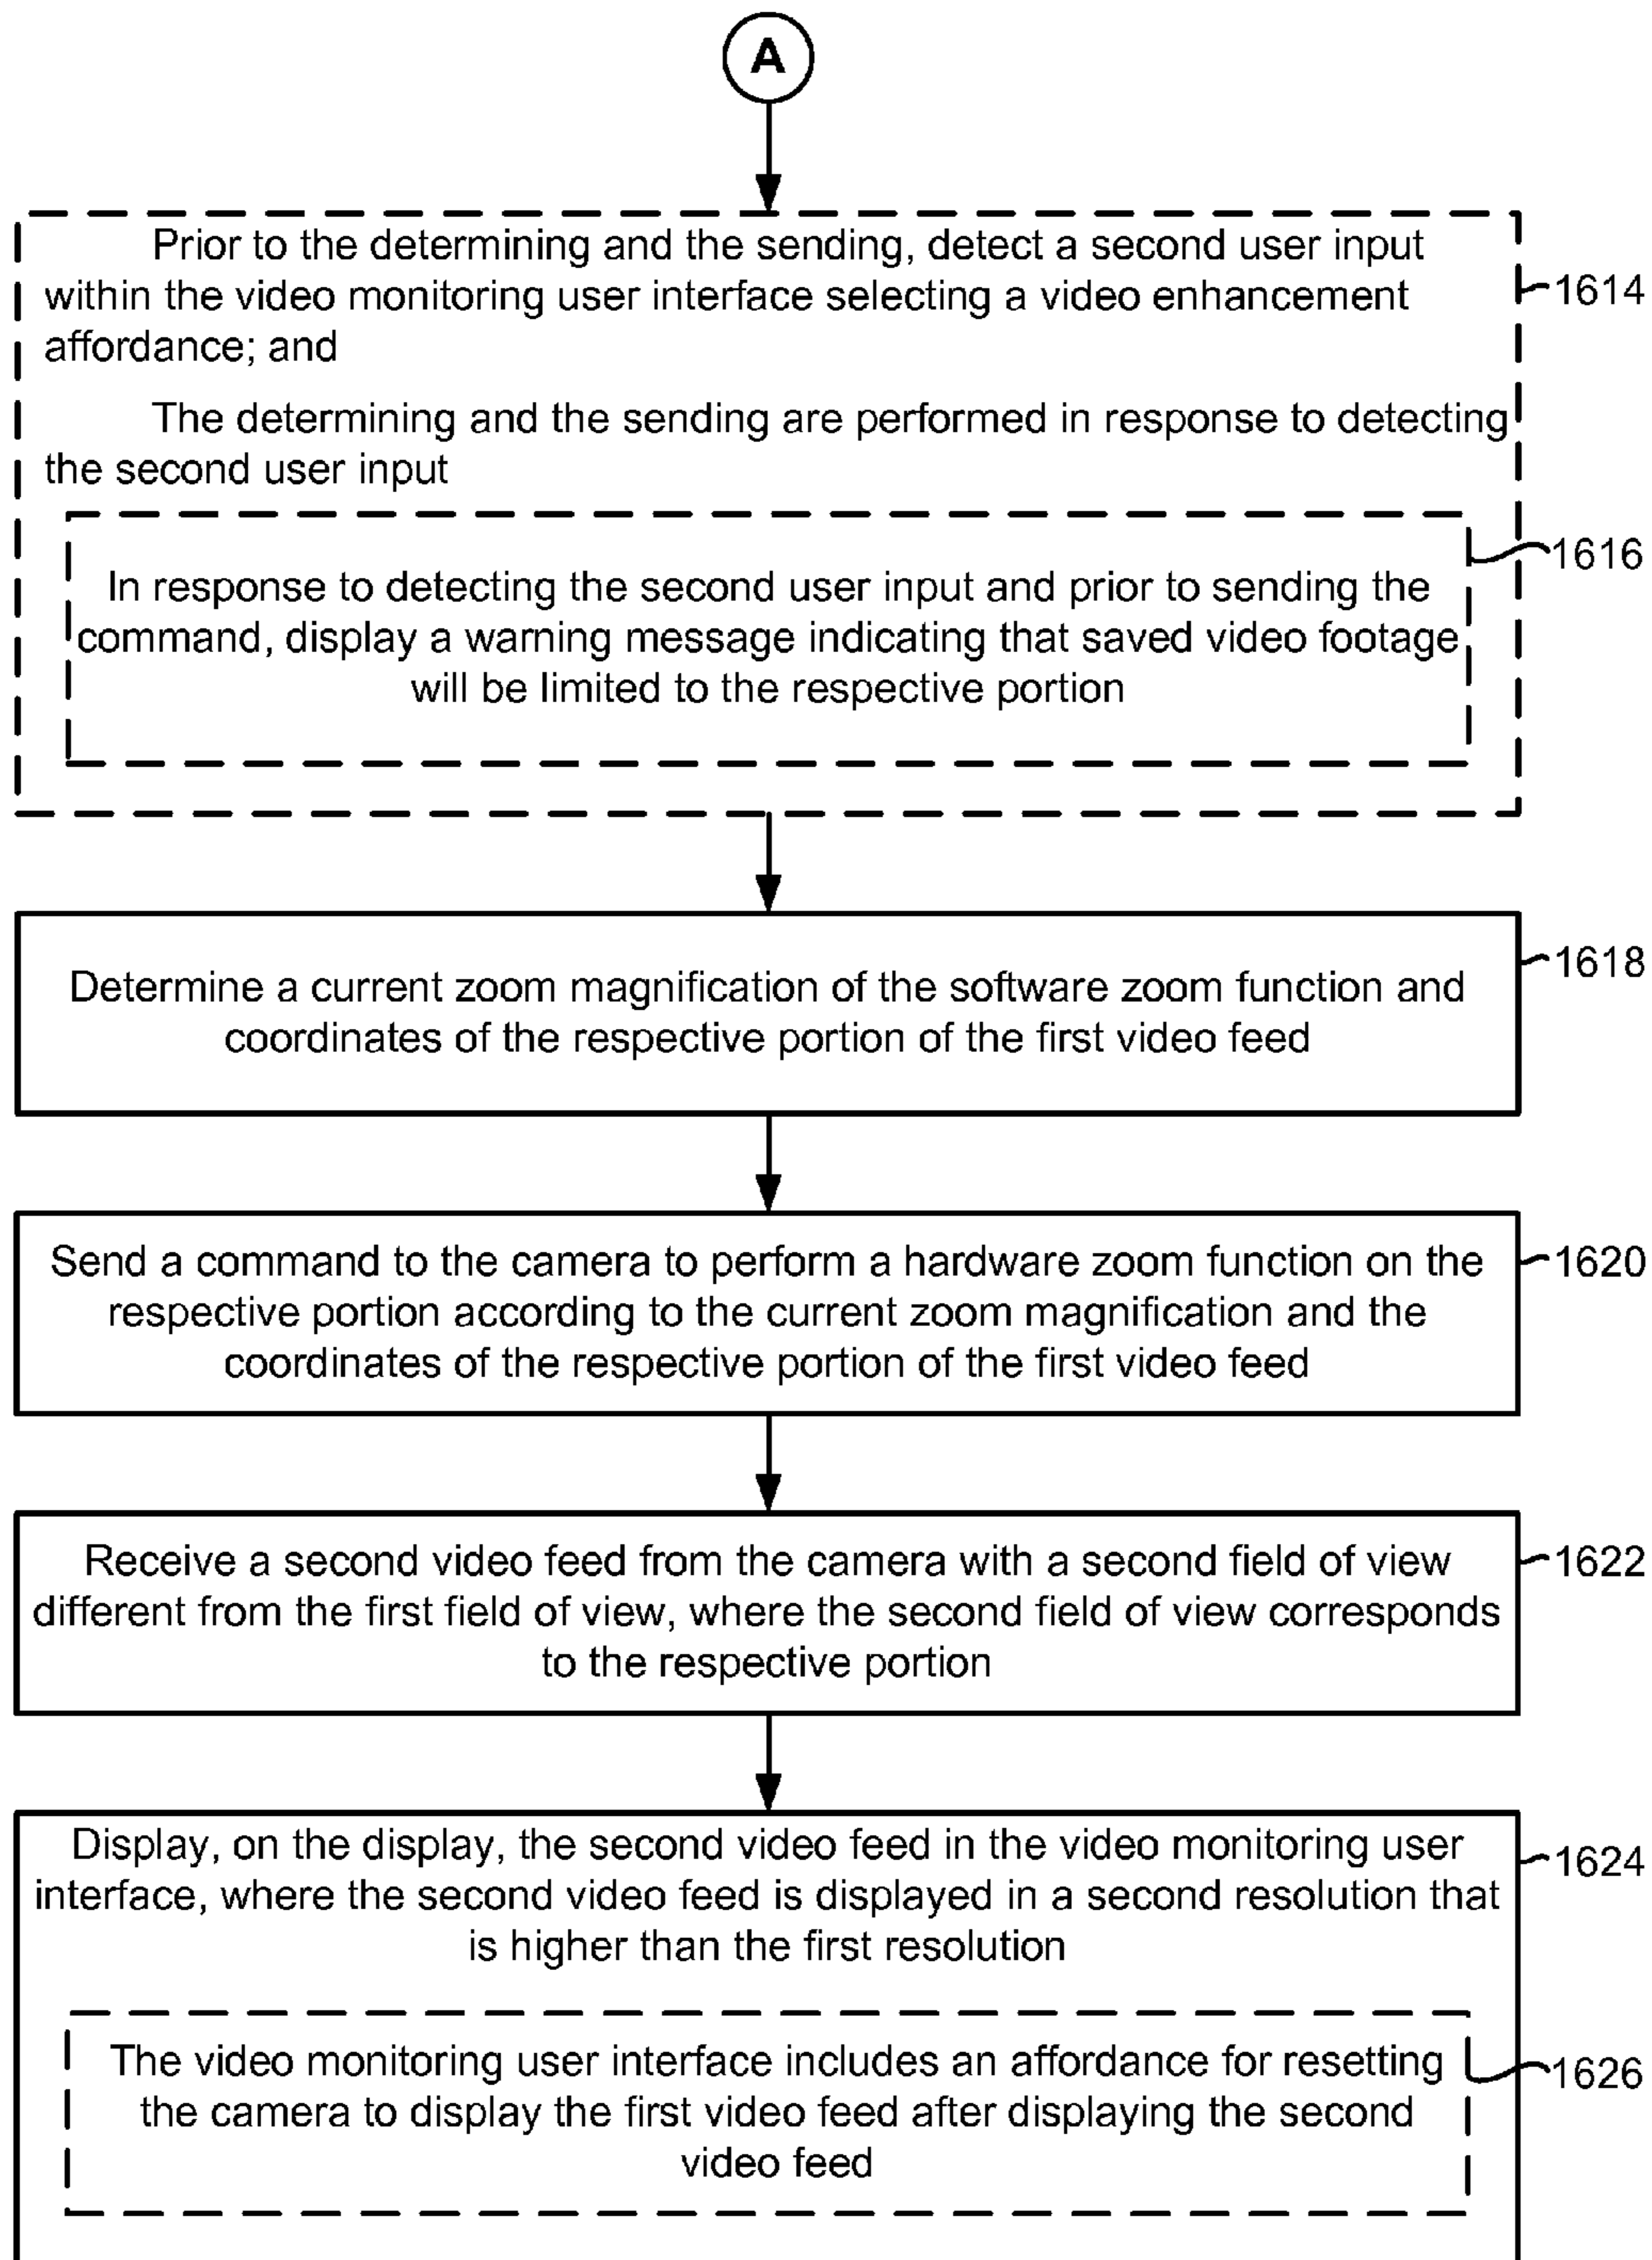 A
Prior to the determining and the sending, detect a second user input
within the video monitoring user interface selecting a video enhancement
affordance; and
1614
The determining and the sending are performed in response to detecting
the second user input
1616
In response to detecting the second user input and prior to sending the
command, display a warning message indicating that saved video footage
will be limited to the respective portion
1618
Determine a current zoom magnification of the software zoom function and
coordinates of the respective portion of the first video feed
1620
Send a command to the camera to perform a hardware zoom function on the
respective portion according to the current zoom magnification and the
coordinates of the respective portion of the first video feed
1622
Receive a second video feed from the camera with a second field of view
different from the first field of view, where the second field of view corresponds
to the respective portion
1624
Display, on the display, the second video feed in the video monitoring user
interface, where the second video feed is displayed in a second resolution that
is higher than the first resolution
1626
The video monitoring user interface includes an affordance for resetting
the camera to display the first video feed after displaying the second
video feed